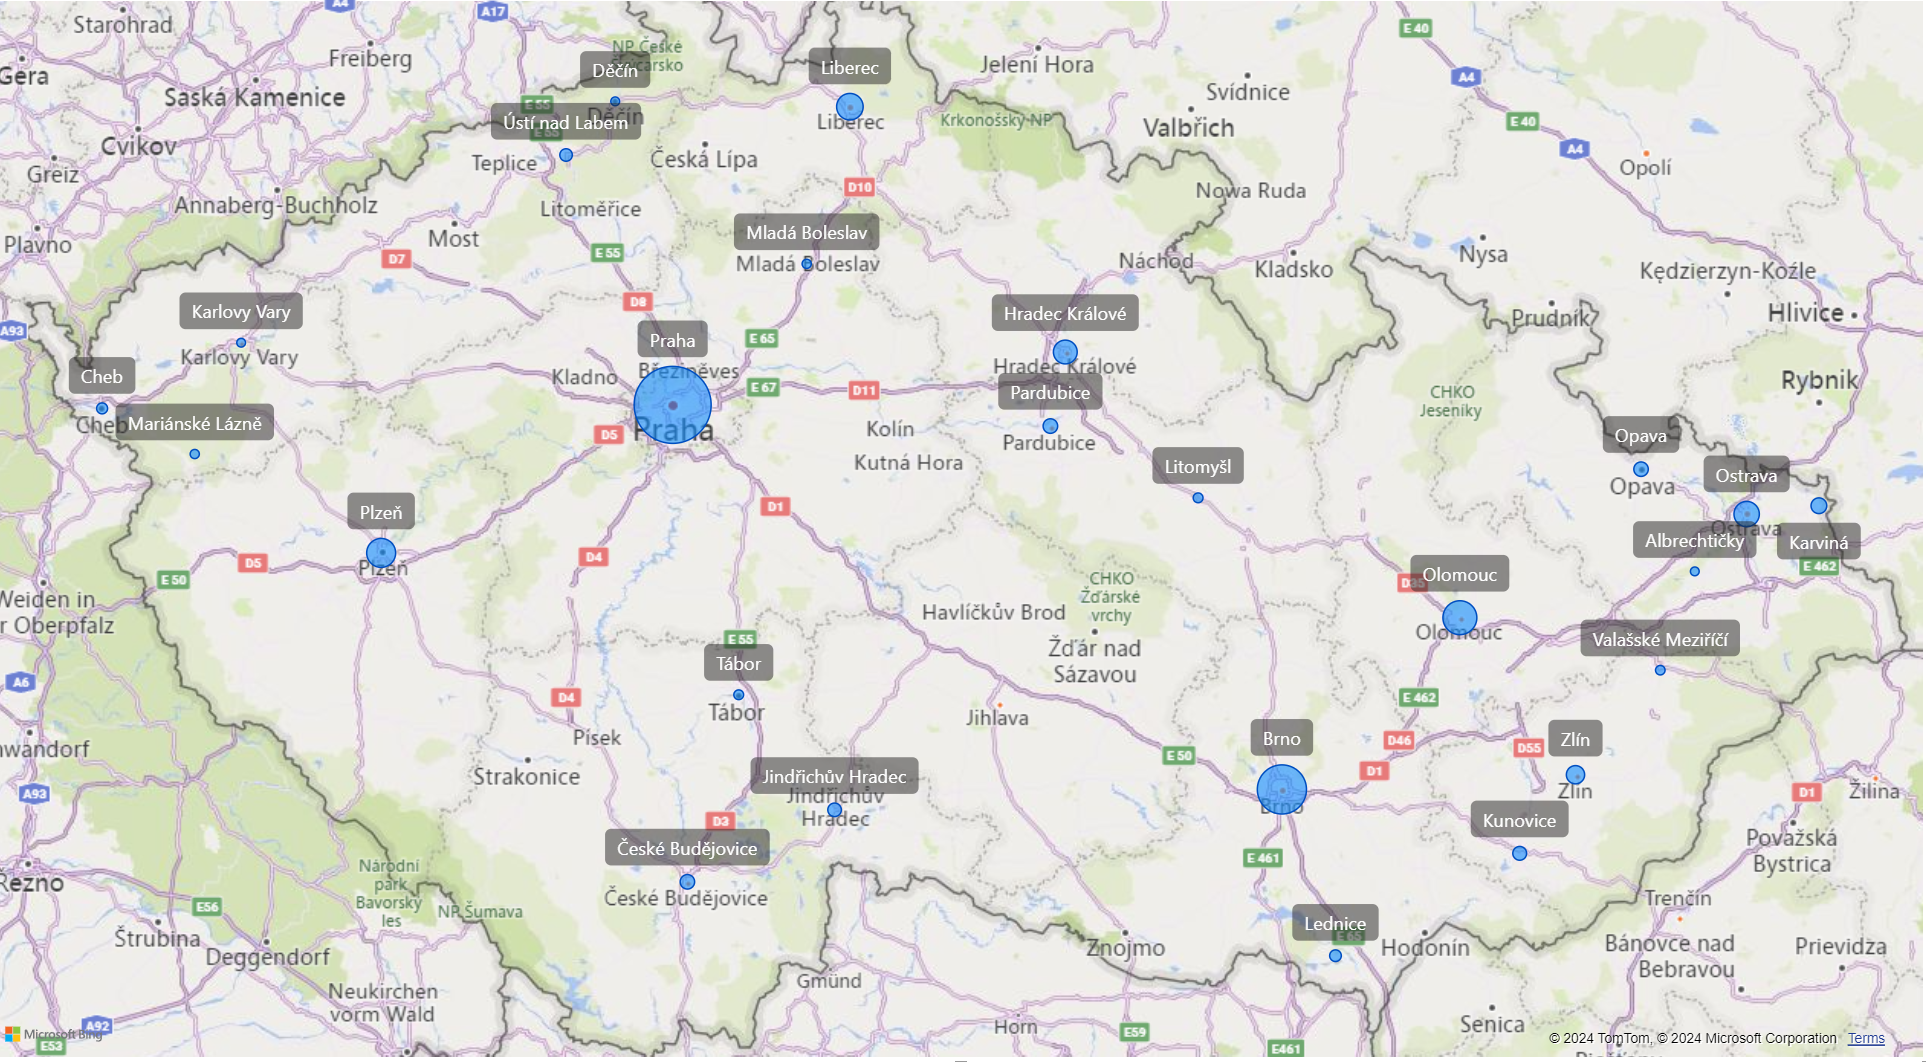 Starohrad
A4
A17
E 40
Gera
Freiberg
NP České
Děčín
Liberec
Jelení Hora
A4
Svídnice
Saská Kamenice
E 55
Děčín
Liberec
Krkonošský NP
Valbřich
E 40
Ústí nad Labem
E 55
Cvikov
A4
Teplice
Česká Lípa
Opolí
Greiz
D10
Nowa Ruda
Annaberg-Buchholz
Litoměřice
Plavno
Most
Mladá Boleslav
D7
E 55
Mladá Boleslav
Náchod
Kladsko
Nysa
Kędzierzyn-Koźle
D8
Karlovy Vary
Hradec Králové
Prudník
Hlivice
A93
Praha
E 65
Karlovy Vary
Březiněves
Hradec Králové
Cheb
Kladno
E 67
D11
Pardubice
CHKO
Jeseníky
Rybnik
Cheb
Mariánské Lázně
D5
Praha
Kolín
Pardubice
Opava
Kutná Hora
Litomyšl
Opava
Ostrava
Plzeň
D1
Ostrava
Albrechtičky
Karviná
D5
D4
Plzeň
E 50
CHKO
Žďárské
vrchy
D35
Olomouc
E 462
Weiden in
r Oberpfalz
Havlíčkův Brod
Olomouc
Valašské Meziříčí
E 55
Tábor
Žďár nad
Sázavou
A6
D4
E 462
Tábor
Jihlava
Písek
Brno
D46
D55
Zlín
wandorf
E 50
D1
Strakonice
Jindřichův Hradec
Jindřichův
Hradec
A93
Brno
Zlín
D1
Žilina
D3
Kunovice
České Budějovice
E 461
Považská
Bystrica
Národní
park
Bavorský
les
Řezno
České Budějovice
E56
NP Šumava
Trenčín
Lednice
Štrubina
Znojmo
Hodonín
Bánovce nad
Bebravou
Prievidza
Deggendorf
Gmünd
Neukirchen
vorm Wald
A92
Microsoft Bing
Horn
E59
Senica
© 2024 TomTom, © 2024 Microsoft Corporation Terms
E53
E461